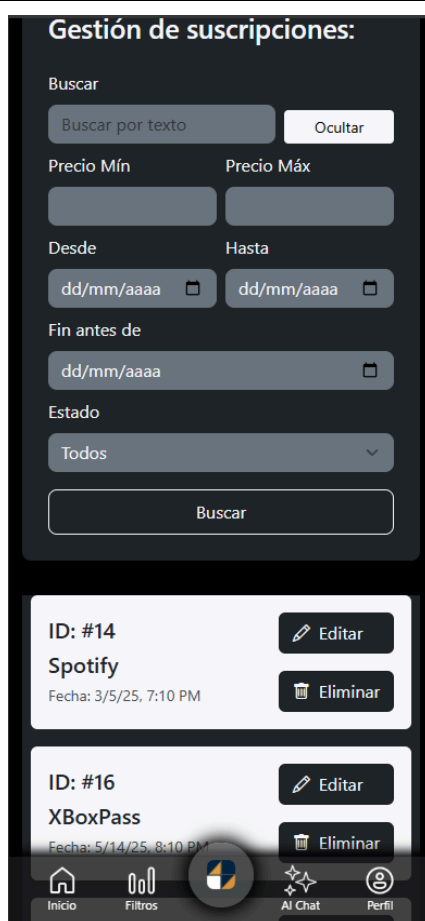 Gestión de suscripciones:
Buscar
Buscar por texto
Ocultar
Precio Mín Precio Máx
Desde Hasta
dd/mm/aaaa dd/mm/aaaa
Fin antes de
dd/mm/aaaa
Estado
Todos
Buscar
ID: #14
Editar
Spotify
Fecha: 3/5/25, 7:10 PM
Eliminar
ID: #16
Editar
XBoxPass
Fecha: 5/14/25, 8:10 PM
Eliminar
Inicio Filtros AI Chat Perfil